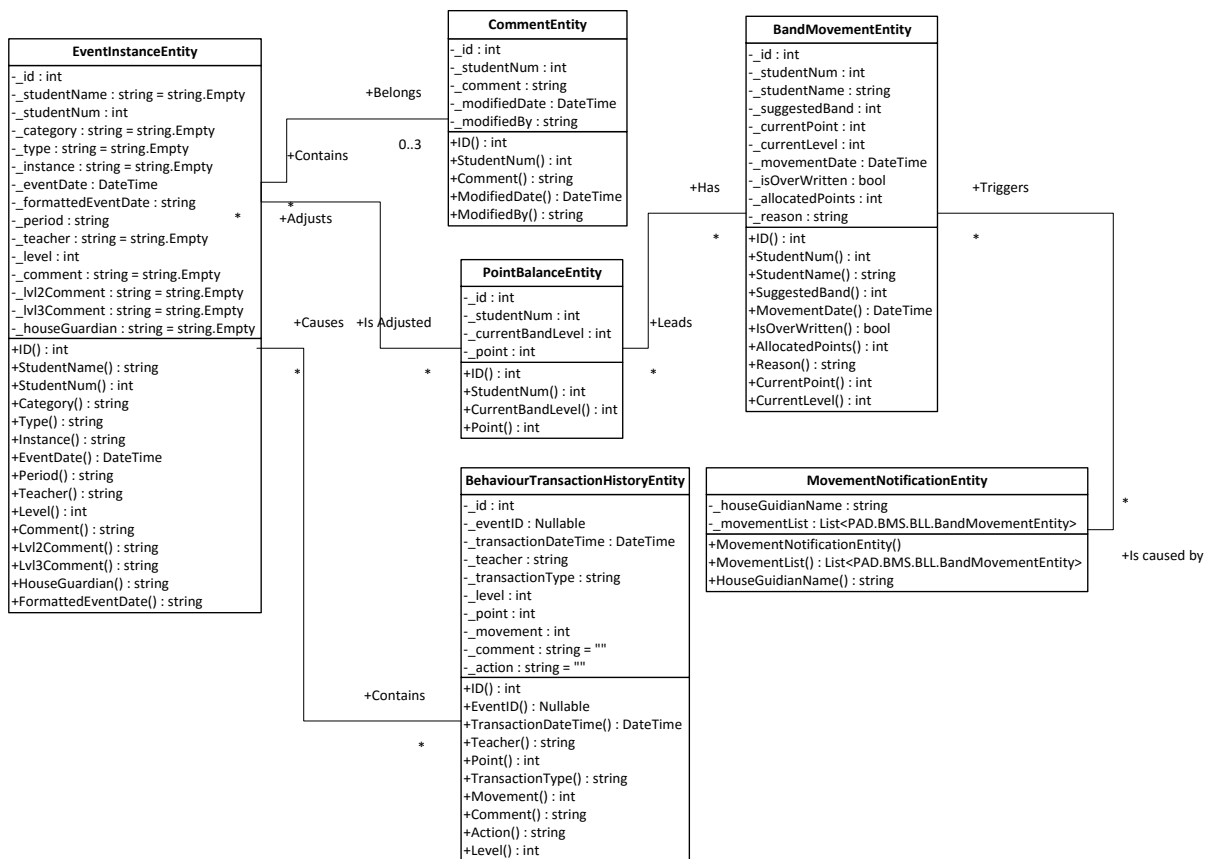 EventInstanceEntity
-_id : int
-_studentName : string = string.Empty
-_studentNum : int
-_category : string = string.Empty
-_type : string = string.Empty
-_instance : string = string.Empty
-_eventDate : DateTime
-_formattedEventDate : string
-_period : string
-_teacher : string = string.Empty
-_level : int
-_comment : string = string.Empty
-_lvl2Comment : string = string.Empty
-_lvl3Comment : string = string.Empty
-_houseGuardian : string = string.Empty
+ID() : int
+StudentName() : string
+StudentNum() : int
+Category() : string
+Type() : string
+Instance() : string
+EventDate() : DateTime
+Period() : string
+Teacher() : string
+Level() : int
+Comment() : string
+Lvl2Comment() : string
+Lvl3Comment() : string
+HouseGuardian() : string
+FormattedEventDate() : string
*
+Contains
*
+Adjusts
+Causes
*
+Belongs
0..3
+Is Adjusted
*
+Contains
*
CommentEntity
-_id : int
-_studentNum : int
-_comment : string
-_modifiedDate : DateTime
-_modifiedBy : string
+ID() : int
+StudentNum() : int
+Comment() : string
+ModifiedDate() : DateTime
+ModifiedBy() : string
PointBalanceEntity
-_id : int
-_studentNum : int
-_currentBandLevel : int
-_point : int
+ID() : int
+StudentNum() : int
+CurrentBandLevel() : int
+Point() : int
+Leads
*
+Has
*
BehaviourTransactionHistoryEntity
-_id : int
-_eventID : Nullable
-_transactionDateTime : DateTime
-_teacher : string
-_transactionType : string
-_level : int
-_point : int
-_movement : int
-_comment : string = ""
-_action : string = ""
+ID() : int
+EventID() : Nullable
+TransactionDateTime() : DateTime
+Teacher() : string
+Point() : int
+TransactionType() : string
+Movement() : int
+Comment() : string
+Action() : string
+Level() : int
BandMovementEntity
-_id : int
-_studentNum : int
-_studentName : string
-_suggestedBand : int
-_currentPoint : int
-_currentLevel : int
-_movementDate : DateTime
-_isOverWritten : bool
-_allocatedPoints : int
-_reason : string
+ID() : int
+StudentNum() : int
+StudentName() : string
+SuggestedBand() : int
+MovementDate() : DateTime
+IsOverWritten() : bool
+AllocatedPoints() : int
+Reason() : string
+CurrentPoint() : int
+CurrentLevel() : int
+Triggers
*
MovementNotificationEntity
-_houseGuidianName : string
-_movementList : List<PAD.BMS.BLL.BandMovementEntity>
+MovementNotificationEntity()
+MovementList() : List<PAD.BMS.BLL.BandMovementEntity>
+HouseGuidianName() : string
*
+Is caused by